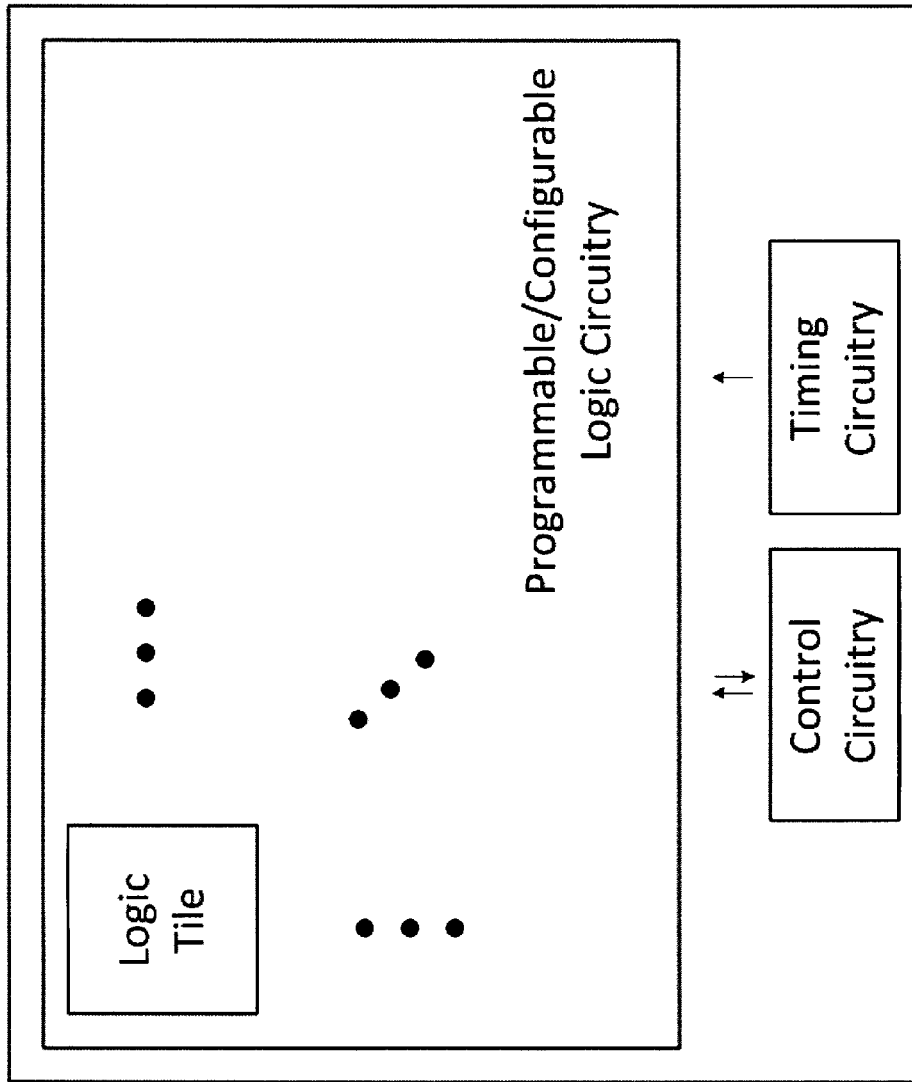 Logic
Tile
Programmable/Configurable
Logic Circuitry
Control
Circuitry
Timing
Circuitry